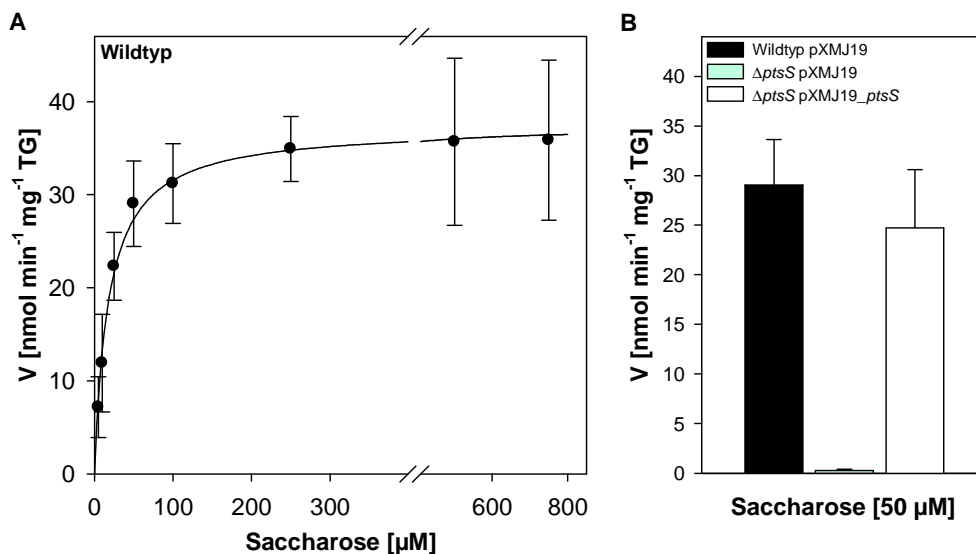 A
Wildtyp
V [nmol min-1 mg-1 TG]
40
30
20
10
0
0
100
200
300
600
800
Saccharose [µM]
B
Wildtyp pXMJ19
ΔptsS pXMJ19
ΔptsS pXMJ19_ptsS
V [nmol min-1 mg-1 TG]
40
35
30
25
20
15
10
5
0
Saccharose [50 µM]